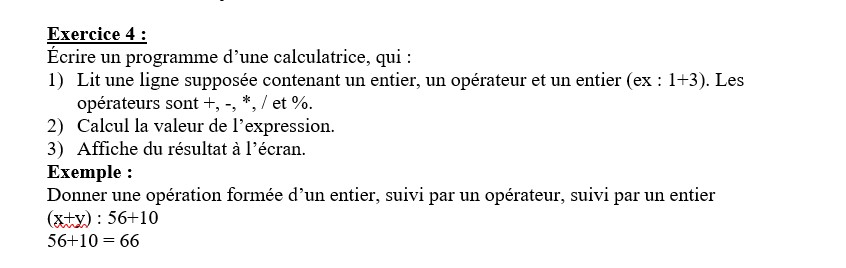 Exercice 4 :
Écrire un programme d’une calculatrice, qui :
1) Lit une ligne supposée contenant un entier, un opérateur et un entier (ex : 1+3). Les
opérateurs sont +, -, *, / et %.
2) Calcul la valeur de l’expression.
3) Affiche du résultat à l’écran.
Exemple :
Donner une opération formée d’un entier, suivi par un opérateur, suivi par un entier
(x+y) : 56+10
56+10 = 66